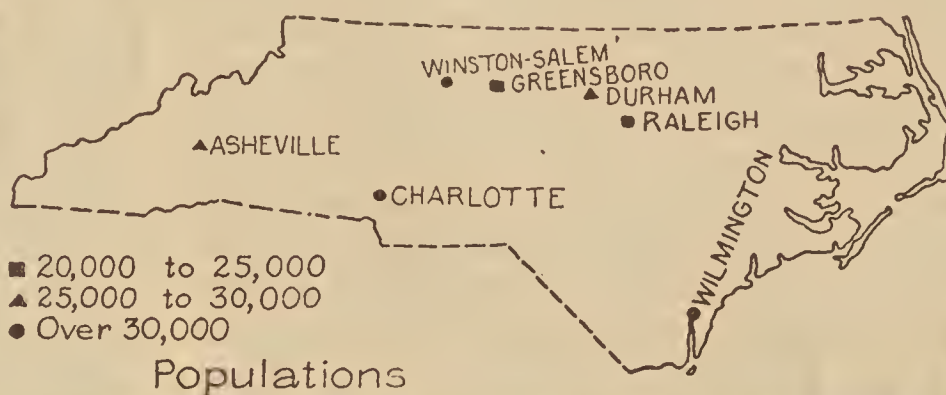 WINSTON-SALEM
GREENSBORO
DURHAM
RALEIGH
ASHEVILLE
CHARLOTTE
WILMINGTON
20,000 to 25,000
25,000 to 30,000
Over 30,000
Populations